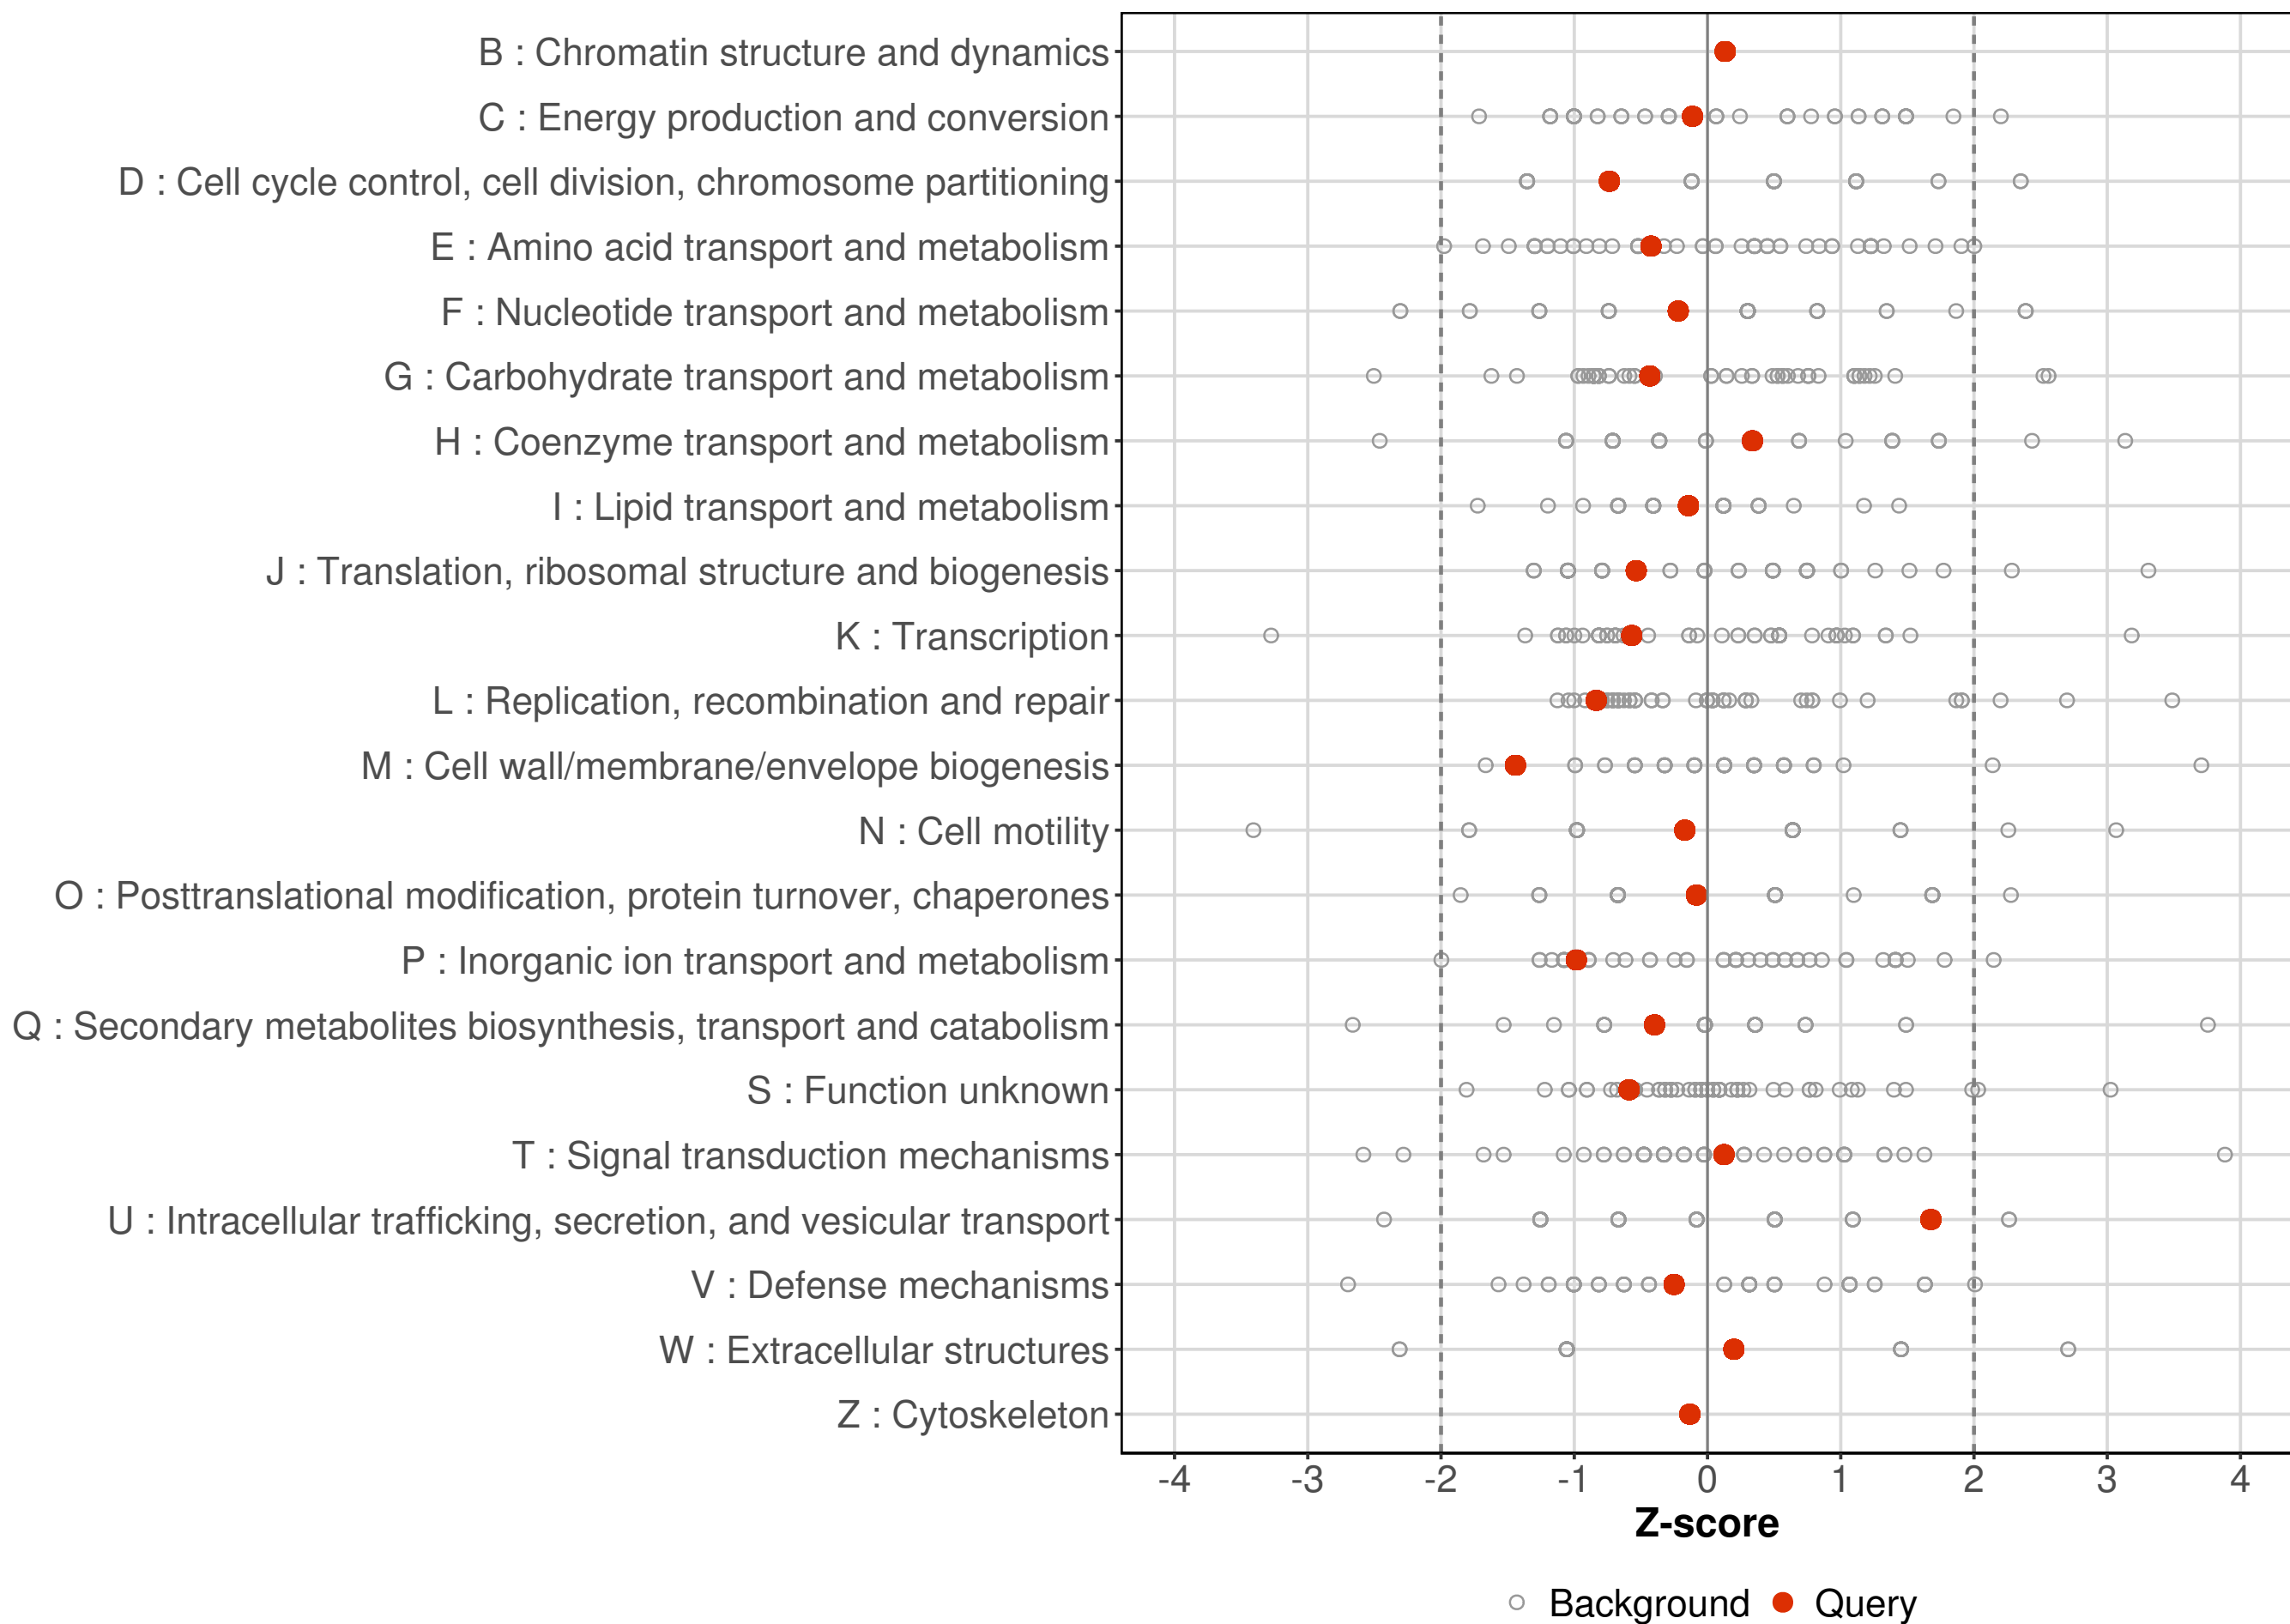 B : Chromatin structure and dynamics
C : Energy production and conversion
D : Cell cycle control, cell division, chromosome partitioning
E : Amino acid transport and metabolism
F : Nucleotide transport and metabolism
G : Carbohydrate transport and metabolism
H : Coenzyme transport and metabolism
I : Lipid transport and metabolism
J : Translation, ribosomal structure and biogenesis
K : Transcription
L : Replication, recombination and repair
M : Cell wall/membrane/envelope biogenesis
N : Cell motility
O : Posttranslational modification, protein turnover, chaperones
P : Inorganic ion transport and metabolism
Q : Secondary metabolites biosynthesis, transport and catabolism
S : Function unknown
T : Signal transduction mechanisms
U : Intracellular trafficking, secretion, and vesicular transport
V : Defense mechanisms
W : Extracellular structures
Z : Cytoskeleton
-4 -3 -2 -1 0 1 2 3 4
Z-score
Background Query